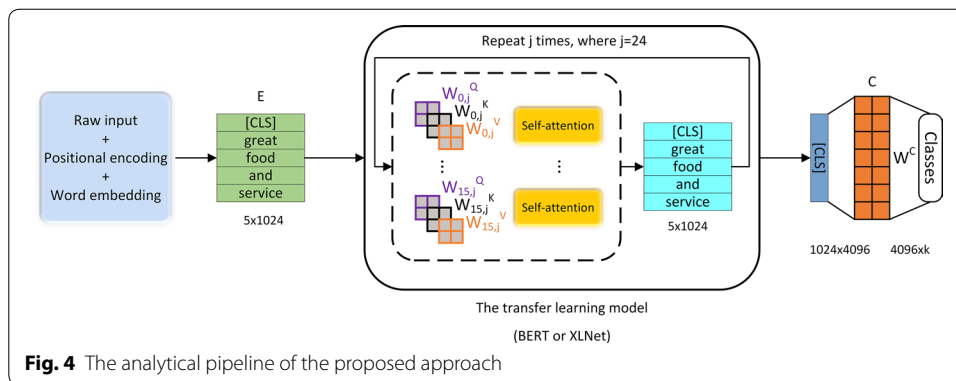 Repeat j times, where j=24
Raw input
+
Positional encoding
+
Word embedding
E
[CLS]
great
food
and
service
5x1024
W0,j Q
W0,j K
W0,j V
Self-attention
...
...
W15,j Q
W15,j K
W15,j V
Self-attention
[CLS]
great
food
and
service
5x1024
The transfer learning model
(BERT or XLNet)
C
[CLS]
W C
Classes
1024x4096
4096xk
Fig. 4 The analytical pipeline of the proposed approach